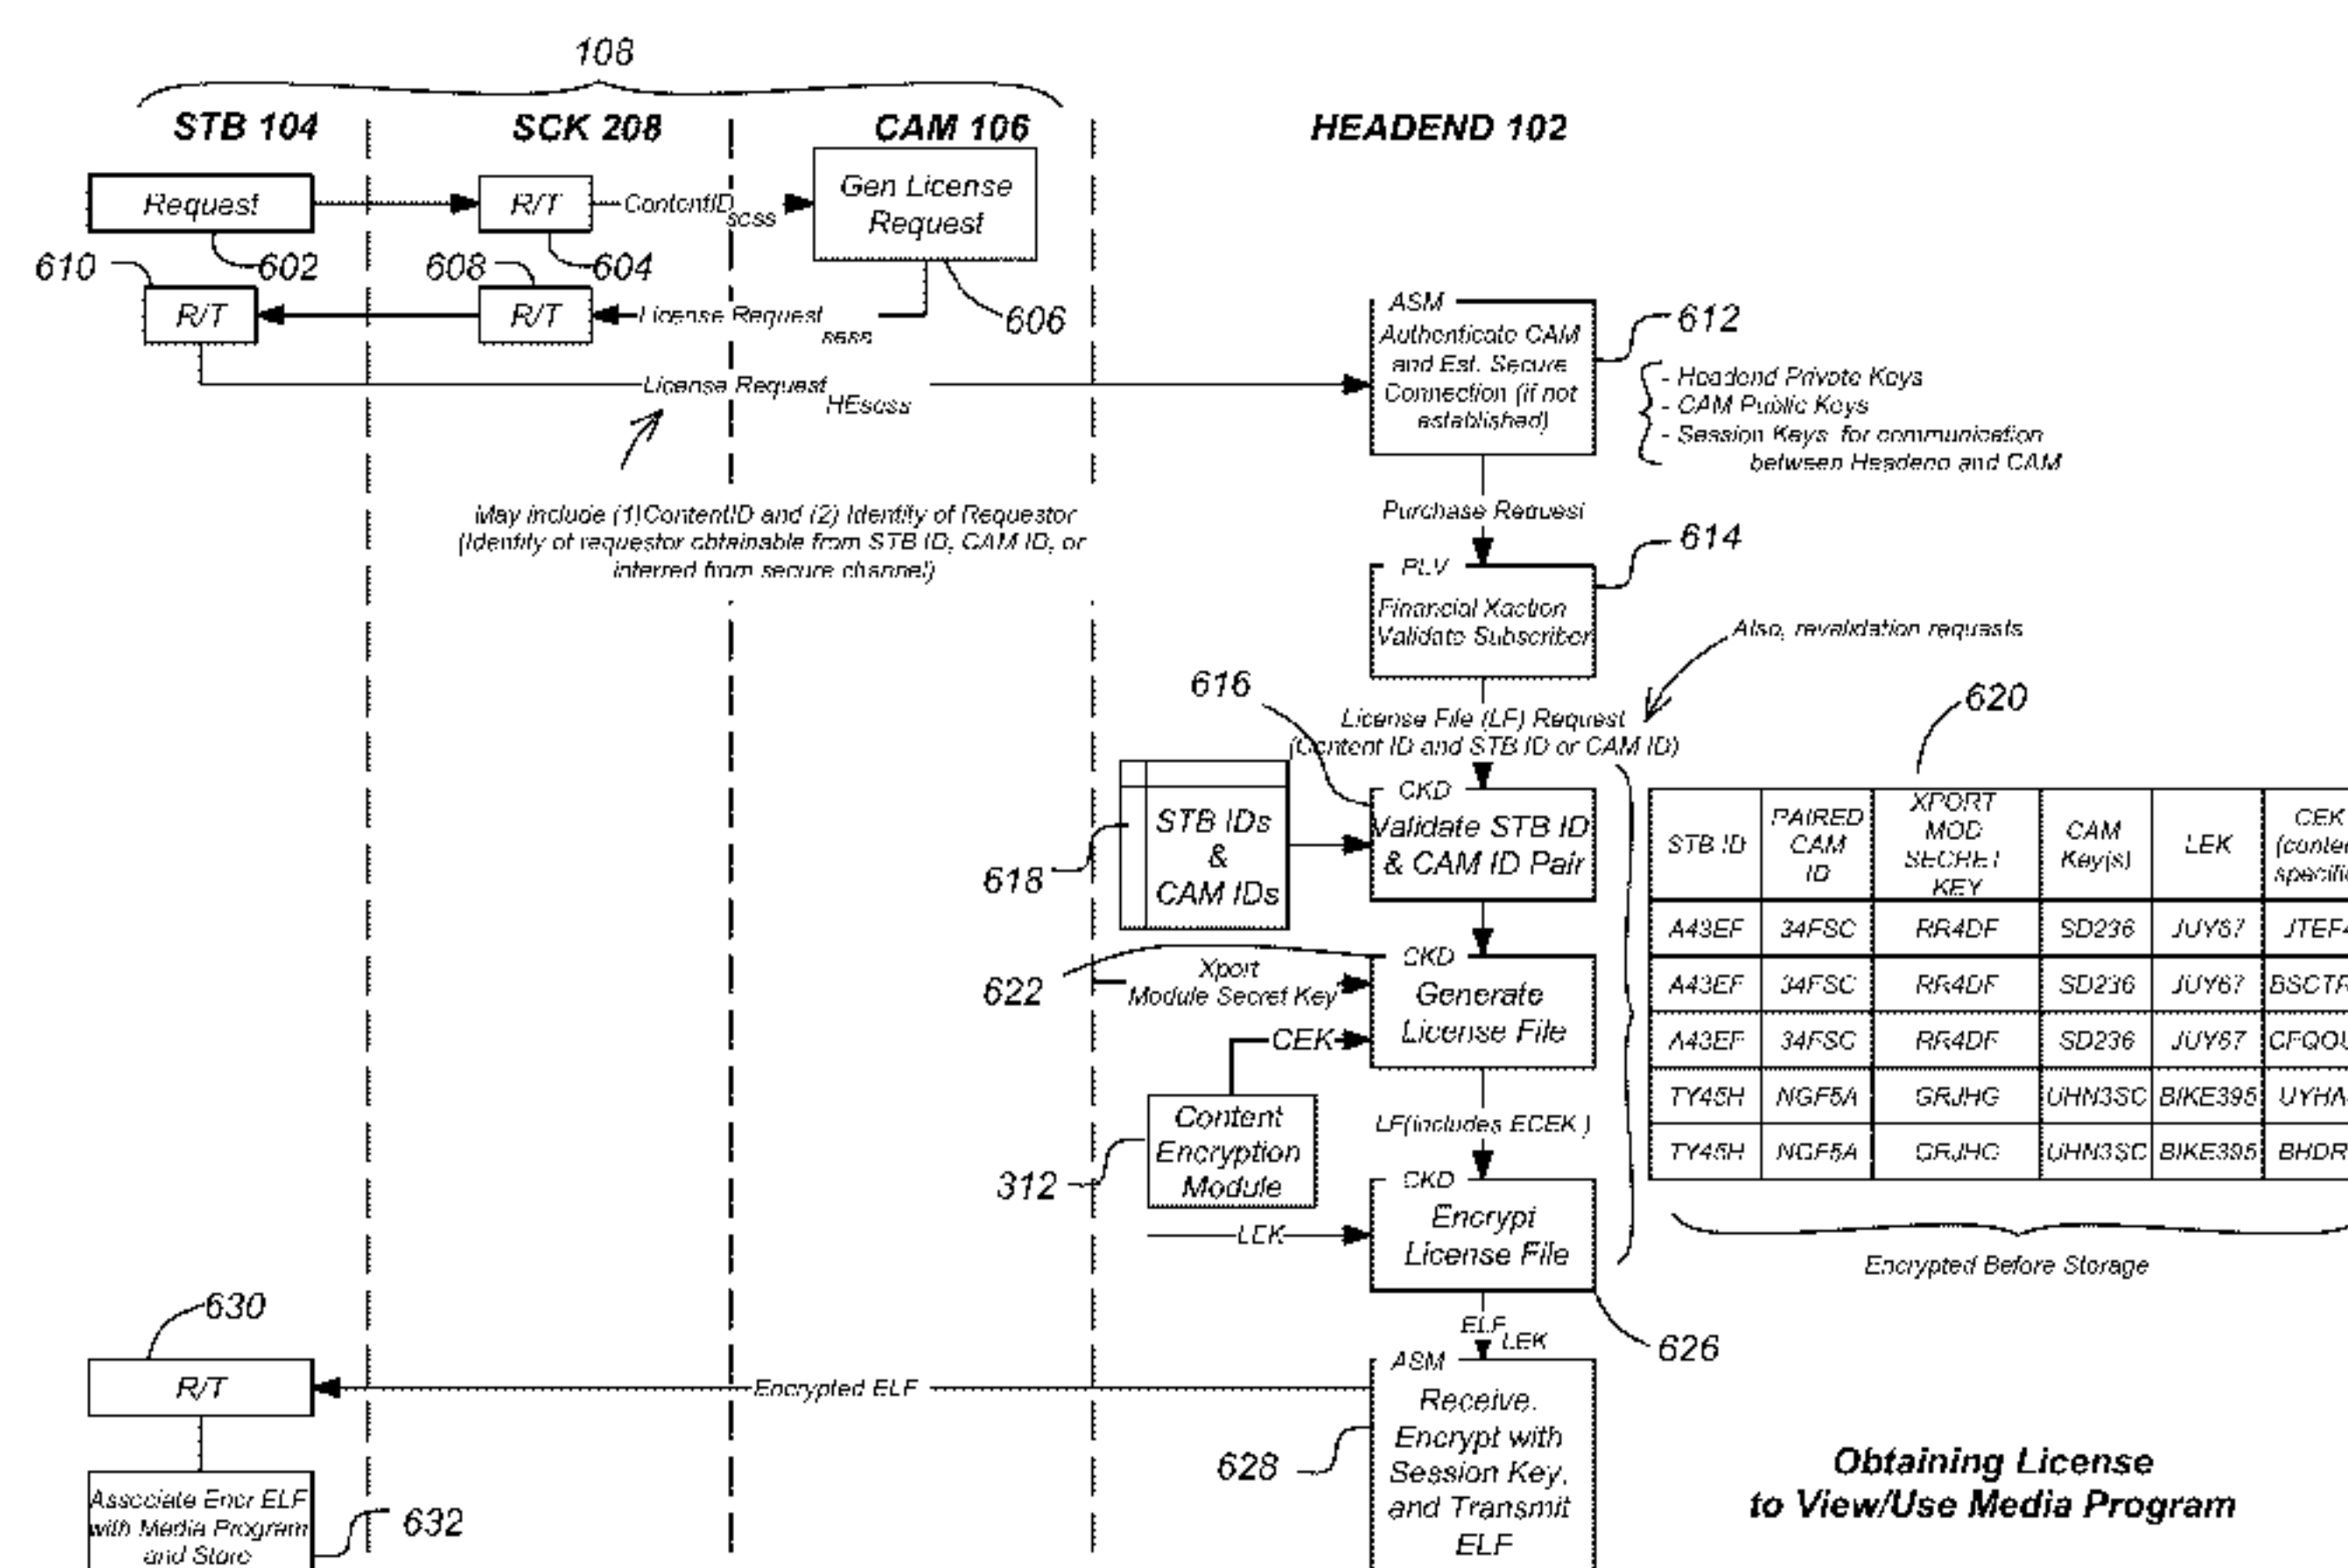 108
STB 104
SCK 208
CAM 106
HEADEND 102
Request
R/T
ContentID
sess
Gen License
Request
610
602
608
604
R/T
R/T
License Request
sess
606
License Request
HEsess
ASM
Authenticate CAM
and Est. Secure
Connection (if not
established)
612
- Headend Private Keys
- CAM Public Keys
- Session Keys for communication
between Headend and CAM
May include (1)ContentID and (2) Identity of Requestor
(Identity of requestor obtainable from STB ID, CAM ID, or
inferred from secure channel)
Purchase Request
614
Financial Xaction
Validate Subscriber
Also, revalidation requests
616
License File (LF) Request
(Content ID and STB ID or CAM ID)
620
618
STB IDs
&
CAM IDs
CKD
Validate STB ID
& CAM ID Pair
STB ID
PAIRED
CAM
ID
XPORT
MOD
SECRET
KEY
CAM
Key(s)
LEK
CEK
A43EF 34FSC RR4DF SD236 JUY67
A43EF 34FSC RR4DF SD236 JUY67
A43EF 34FSC RR4DF SD236 JUY67
TY45H NGF5A GRJHG UHN3SC BIKE395
TY45H NGF5A GRJHG UHN3SC BIKE395
Encrypted Before Storage
622
Xport
Module Secret Key
CKD
Generate
License File
CEK
312
Content
Encryption
Module
LF(includes ECEK )
LEK
CKD
Encrypt
License File
626
ELF
LEK
630
R/T
Encrypted ELF
ASM
Receive,
Encrypt with
Session Key,
and Transmit
ELF
628
Associate Encr ELF
with Media Program
and Store
632
Obtaining License
to View/Use Media Program